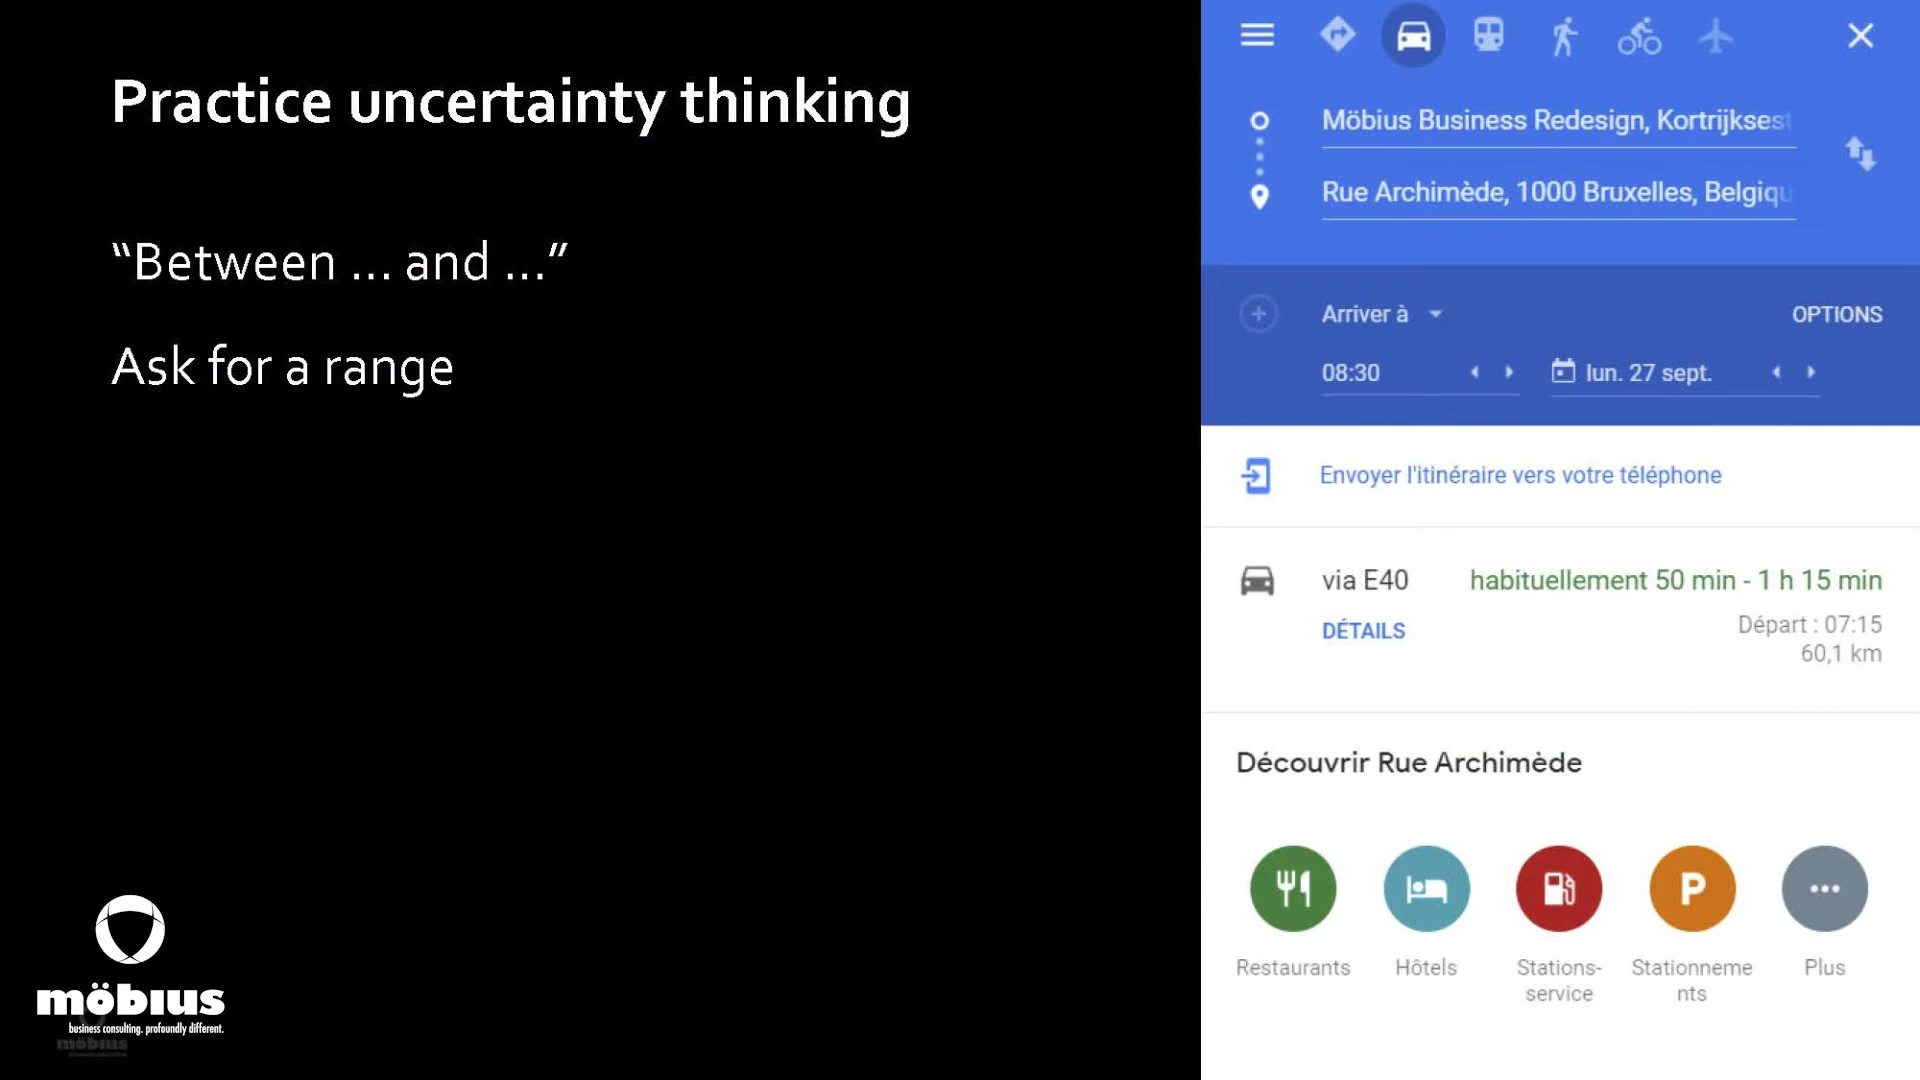 Practice uncertainty thinking
“Between ... and ...”
Ask for a range
möbius
business consulting. profoundly different.
möbius
Möbius Business Redesign, Kortrijksest
Rue Archimède, 1000 Bruxelles, Belgiqu
Arriver à
OPTIONS
08:30
lun. 27 sept.
Envoyer l'itinéraire vers votre téléphone
via E40
habituellement 50 min - 1 h 15 min
DÉTAILS
Départ : 07:15
60,1 km
Découvrir Rue Archimède
P
Restaurants
Hôtels
Stations-
service
Stationneme
nts
Plus